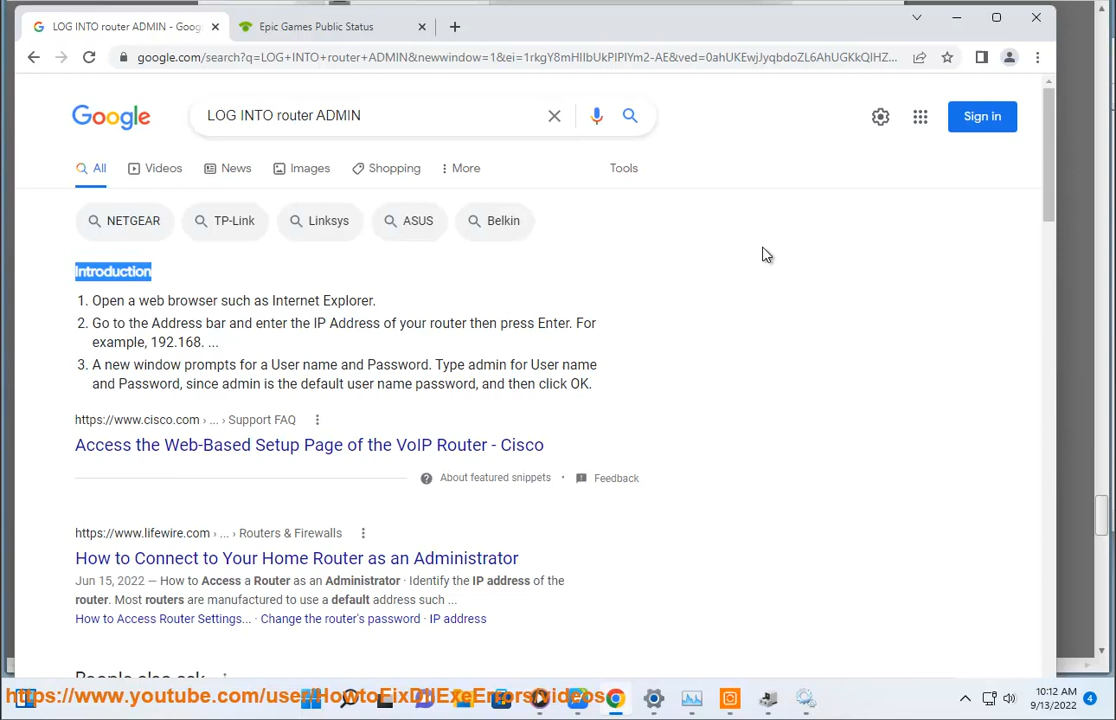 LOG INTO router ADMIN - Goog
Epic Games Public Status
google.com/search?q=LOG+INTO+router+ADMIN&newwindow=1&ei=1rkgY8mHIIbUkPIPIYm2-AE&ved=0ahUKEwjJyqbdoZL6AhUGKkQIHZ...
Google
LOG INTO router ADMIN
Sign in
All Videos News Images Shopping More Tools
NETGEAR TP-Link Linksys ASUS Belkin
Introduction
1. Open a web browser such as Internet Explorer.
2. Go to the Address bar and enter the IP Address of your router then press Enter. For
example, 192.168. ...
3. A new window prompts for a User name and Password. Type admin for User name
and Password, since admin is the default user name password, and then click OK.
https://www.cisco.com › ... › Support FAQ
Access the Web-Based Setup Page of the VoIP Router - Cisco
About featured snippets • Feedback
https://www.lifewire.com › ... › Routers & Firewalls
How to Connect to Your Home Router as an Administrator
Jun 15, 2022 — How to Access a Router as an Administrator · Identify the IP address of the
router. Most routers are manufactured to use a default address such ...
How to Access Router Settings... · Change the router's password · IP address
People also ask
https://www.youtube.com/user/HowtoFixDllExeErrors/videos
10:12 AM
9/13/2022
4